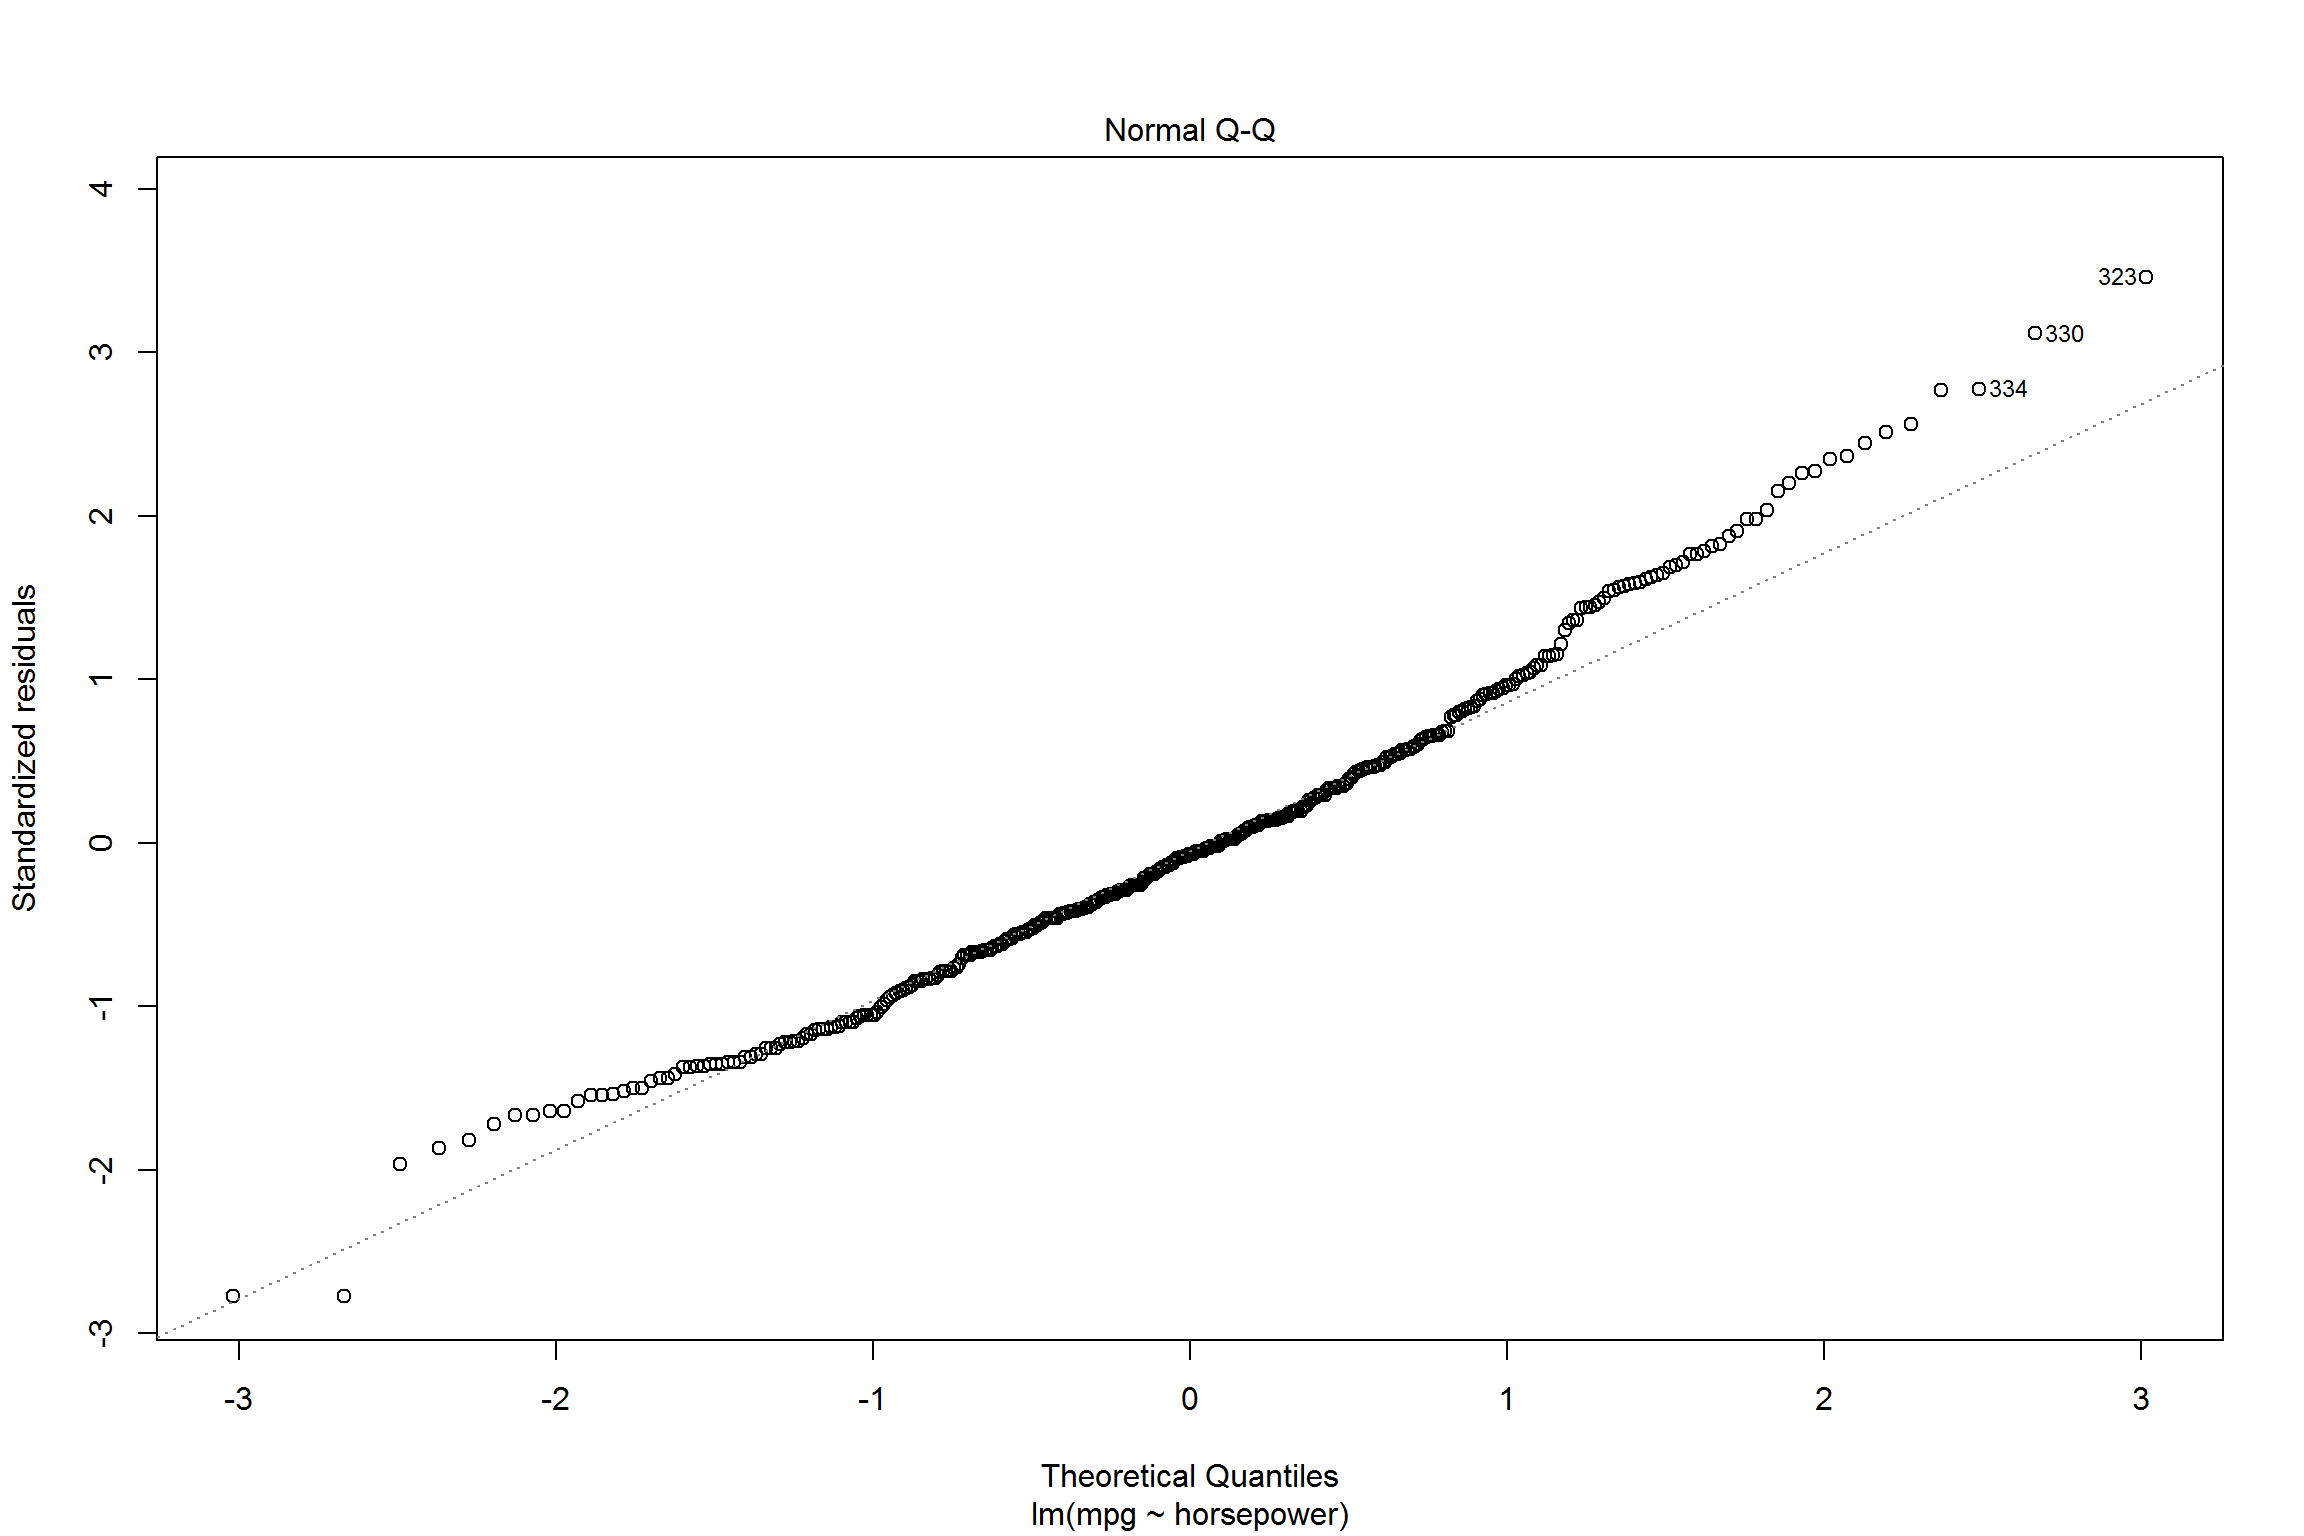 Normal Q-Q
4
3
2
1
0
-1
-2
-3
Standardized residuals
323
330
334
-3 -2 -1 0 1 2 3
Theoretical Quantiles
lm(mpg ~ horsepower)